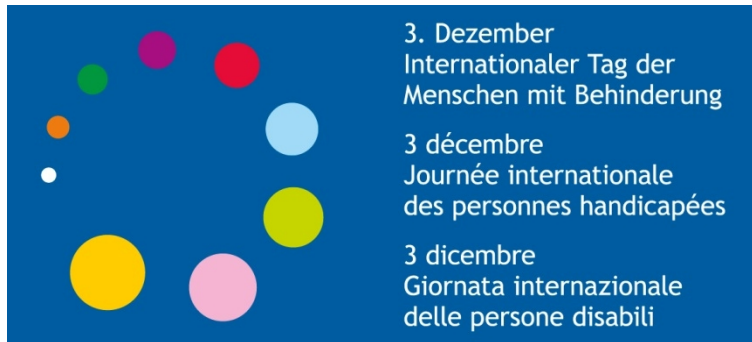 3. Dezember
Internationaler Tag der
Menschen mit Behinderung
3 décembre
Journée internationale
des personnes handicapées
3 dicembre
Giornata internazionale
delle persone disabili